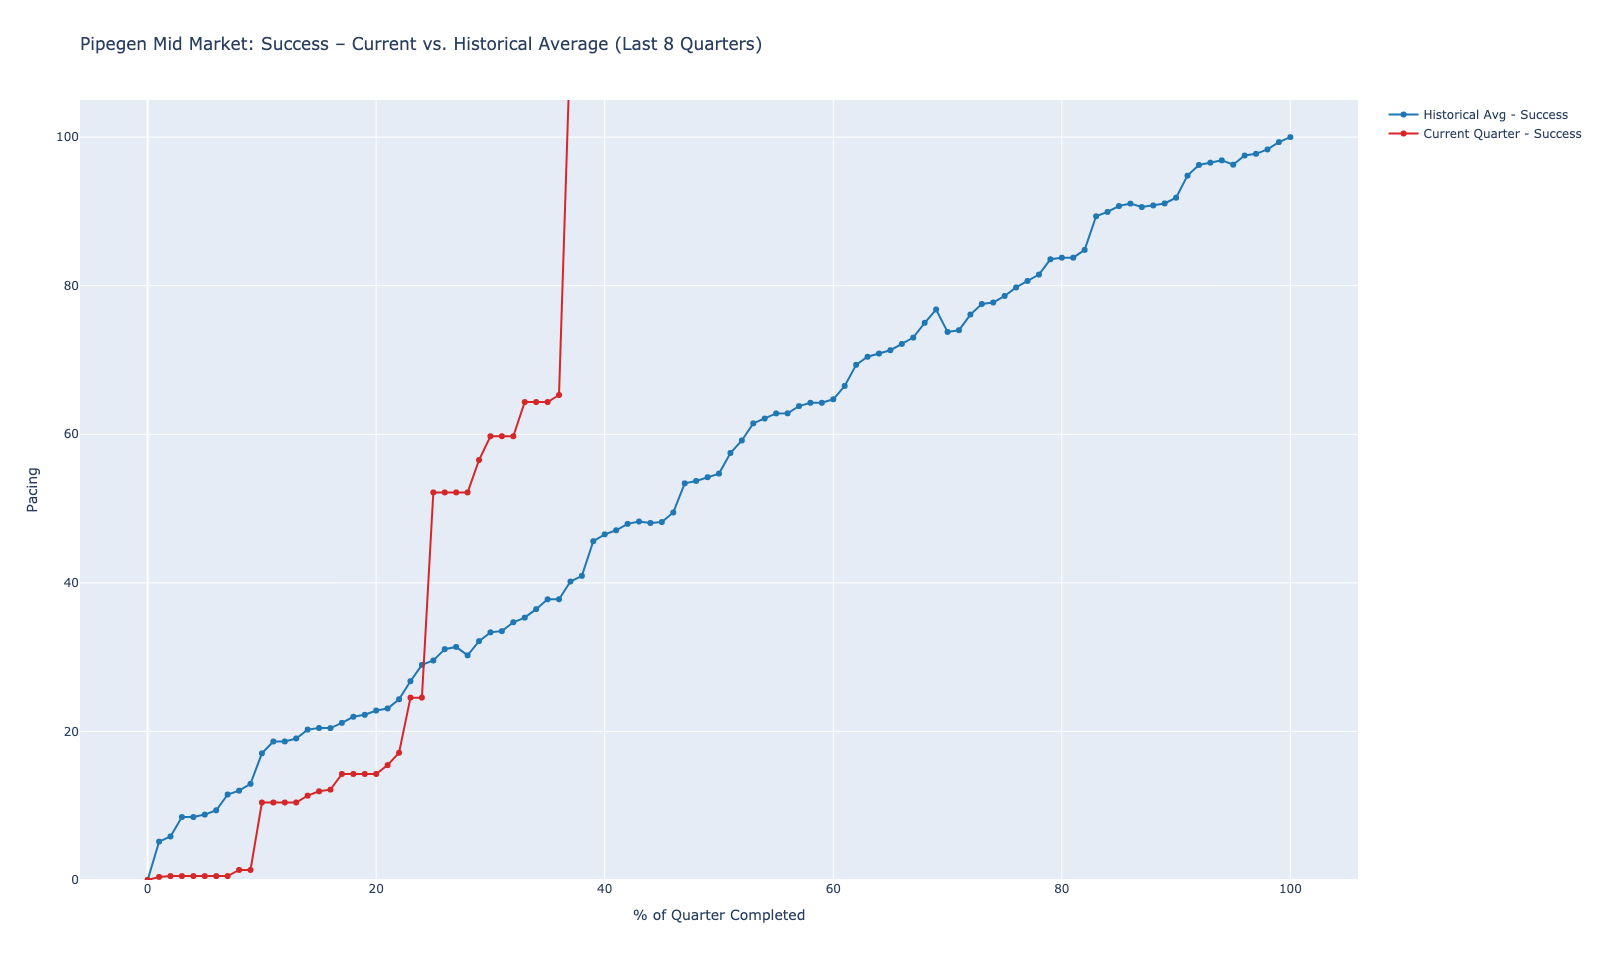 Pipegen Mid Market: Success – Current vs. Historical Average (Last 8 Quarters)
Historical Avg - Success
Current Quarter - Success
Pacing
100
80
60
40
20
0
0 20 40 60 80 100
% of Quarter Completed